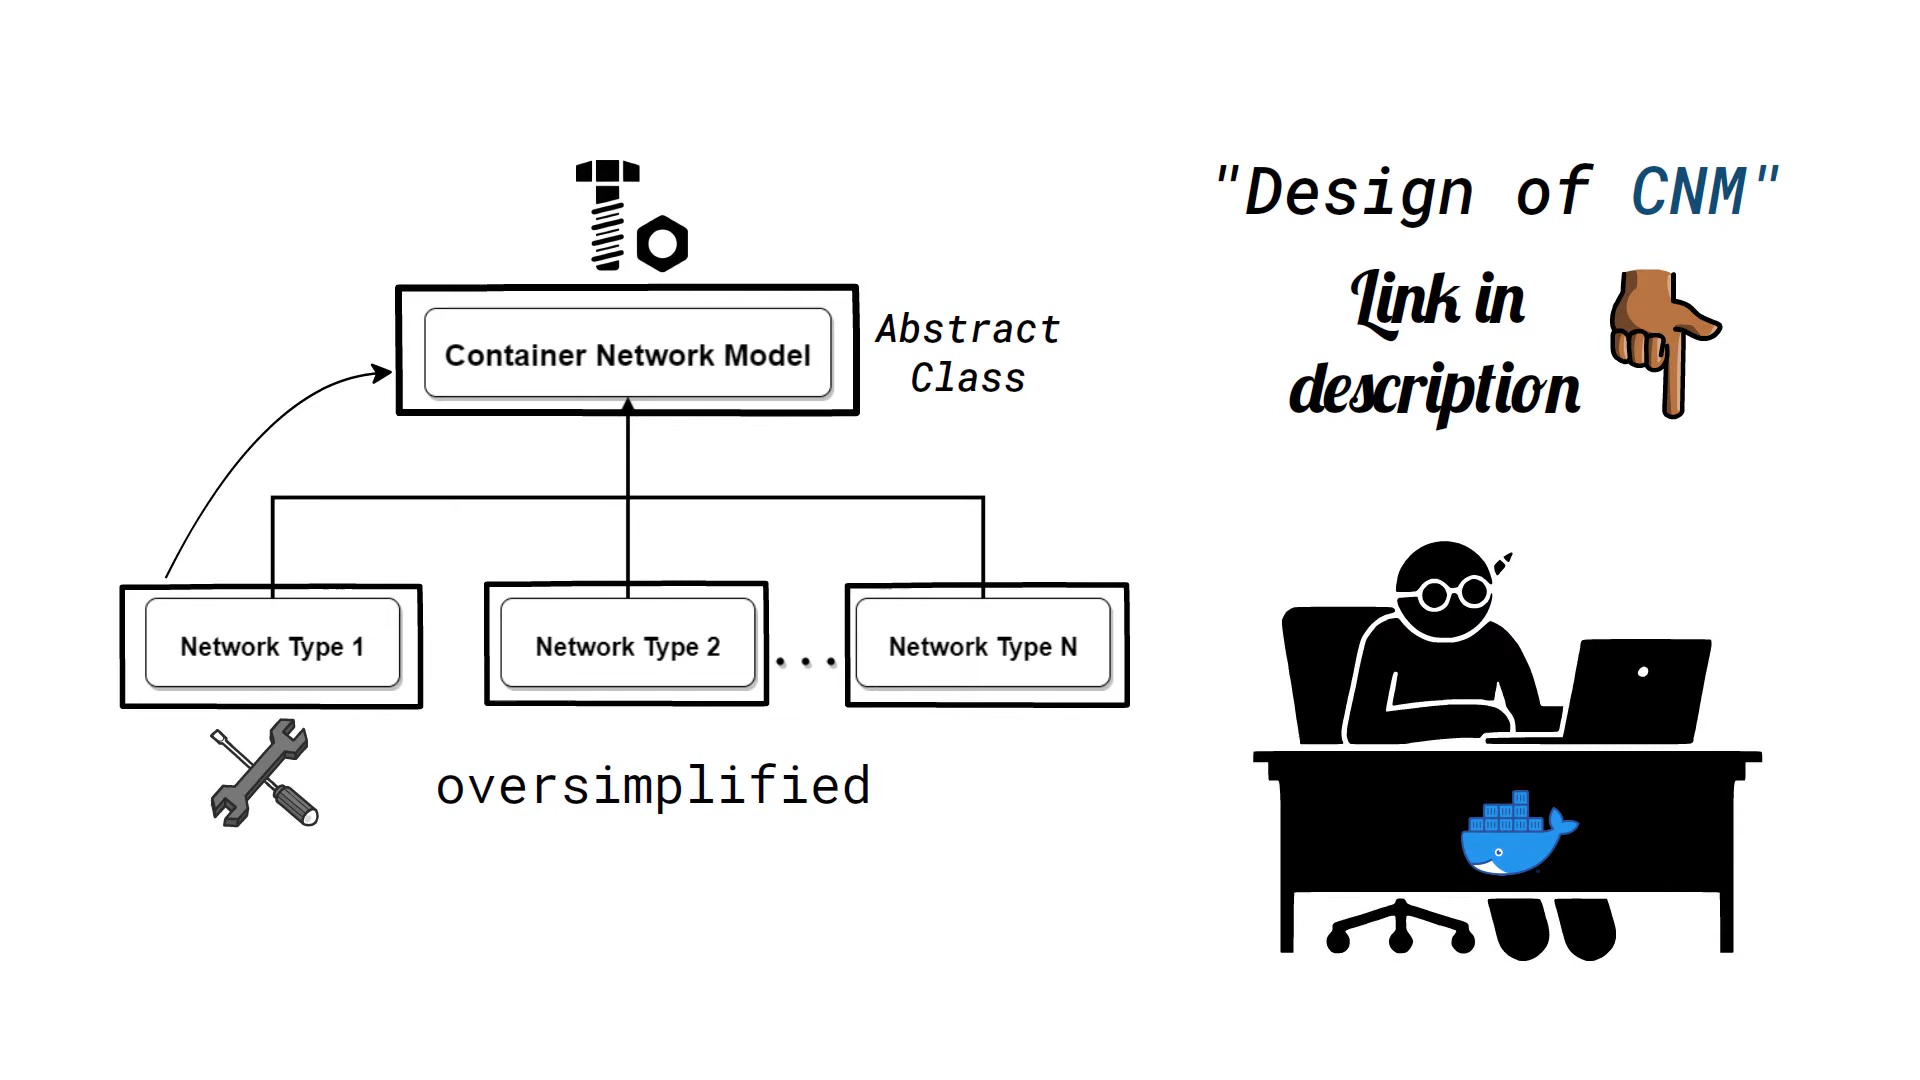 "Design of CNM"
Link in
description
Container Network Model
Abstract
Class
Network Type 1
Network Type 2
...
Network Type N
oversimplified